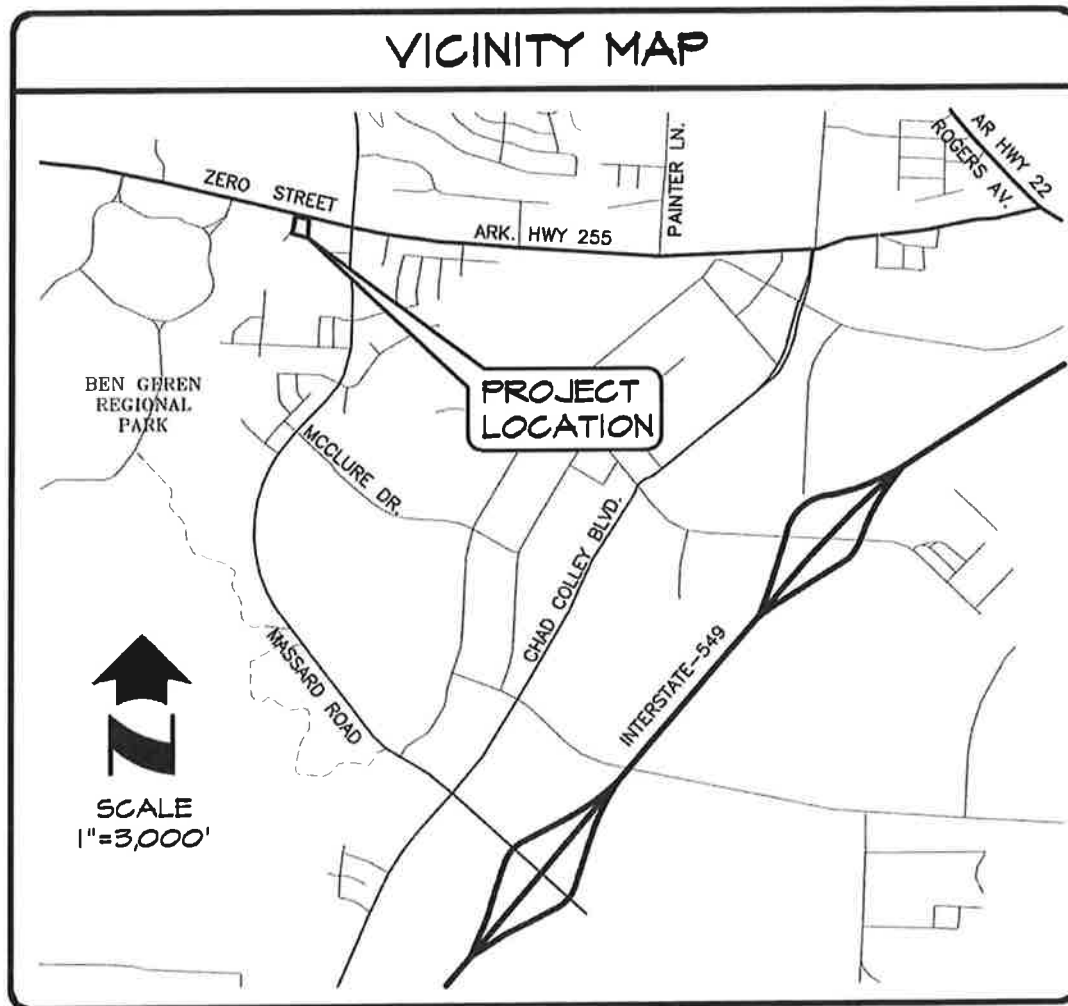 VICINITY MAP
AR HWY 22
ROGERS AV.
PAINTER LN.
ZERO STREET
ARK. HWY 255
BEN GEREN
REGIONAL
PARK
PROJECT
LOCATION
MCCLURE DR.
CHAD COLLEY BLVD.
MASSARD ROAD
INTERSTATE-549
N
SCALE
1"=3,000'